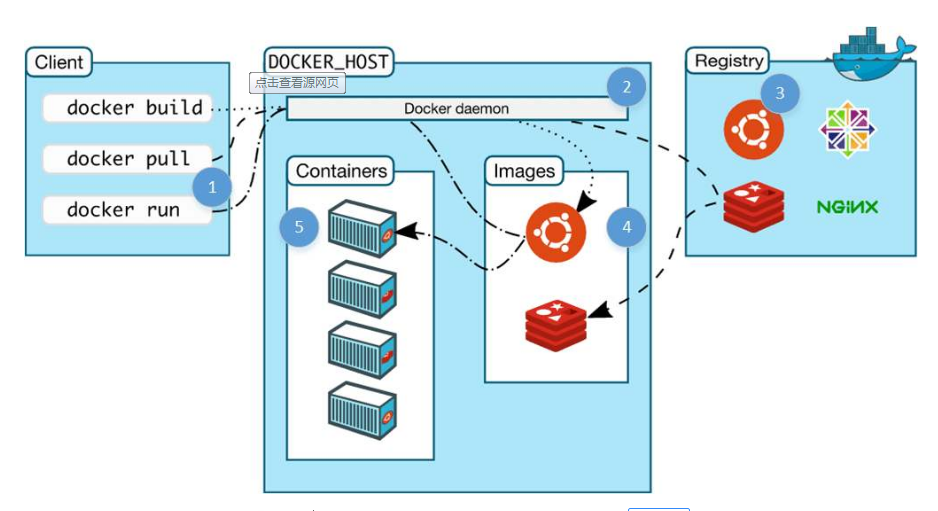 Client
docker build
docker pull
1
docker run
DOCKER_HOST
点击查看源网页
2
Docker daemon
Containers
5
Images
4
Registry
3
NGINX